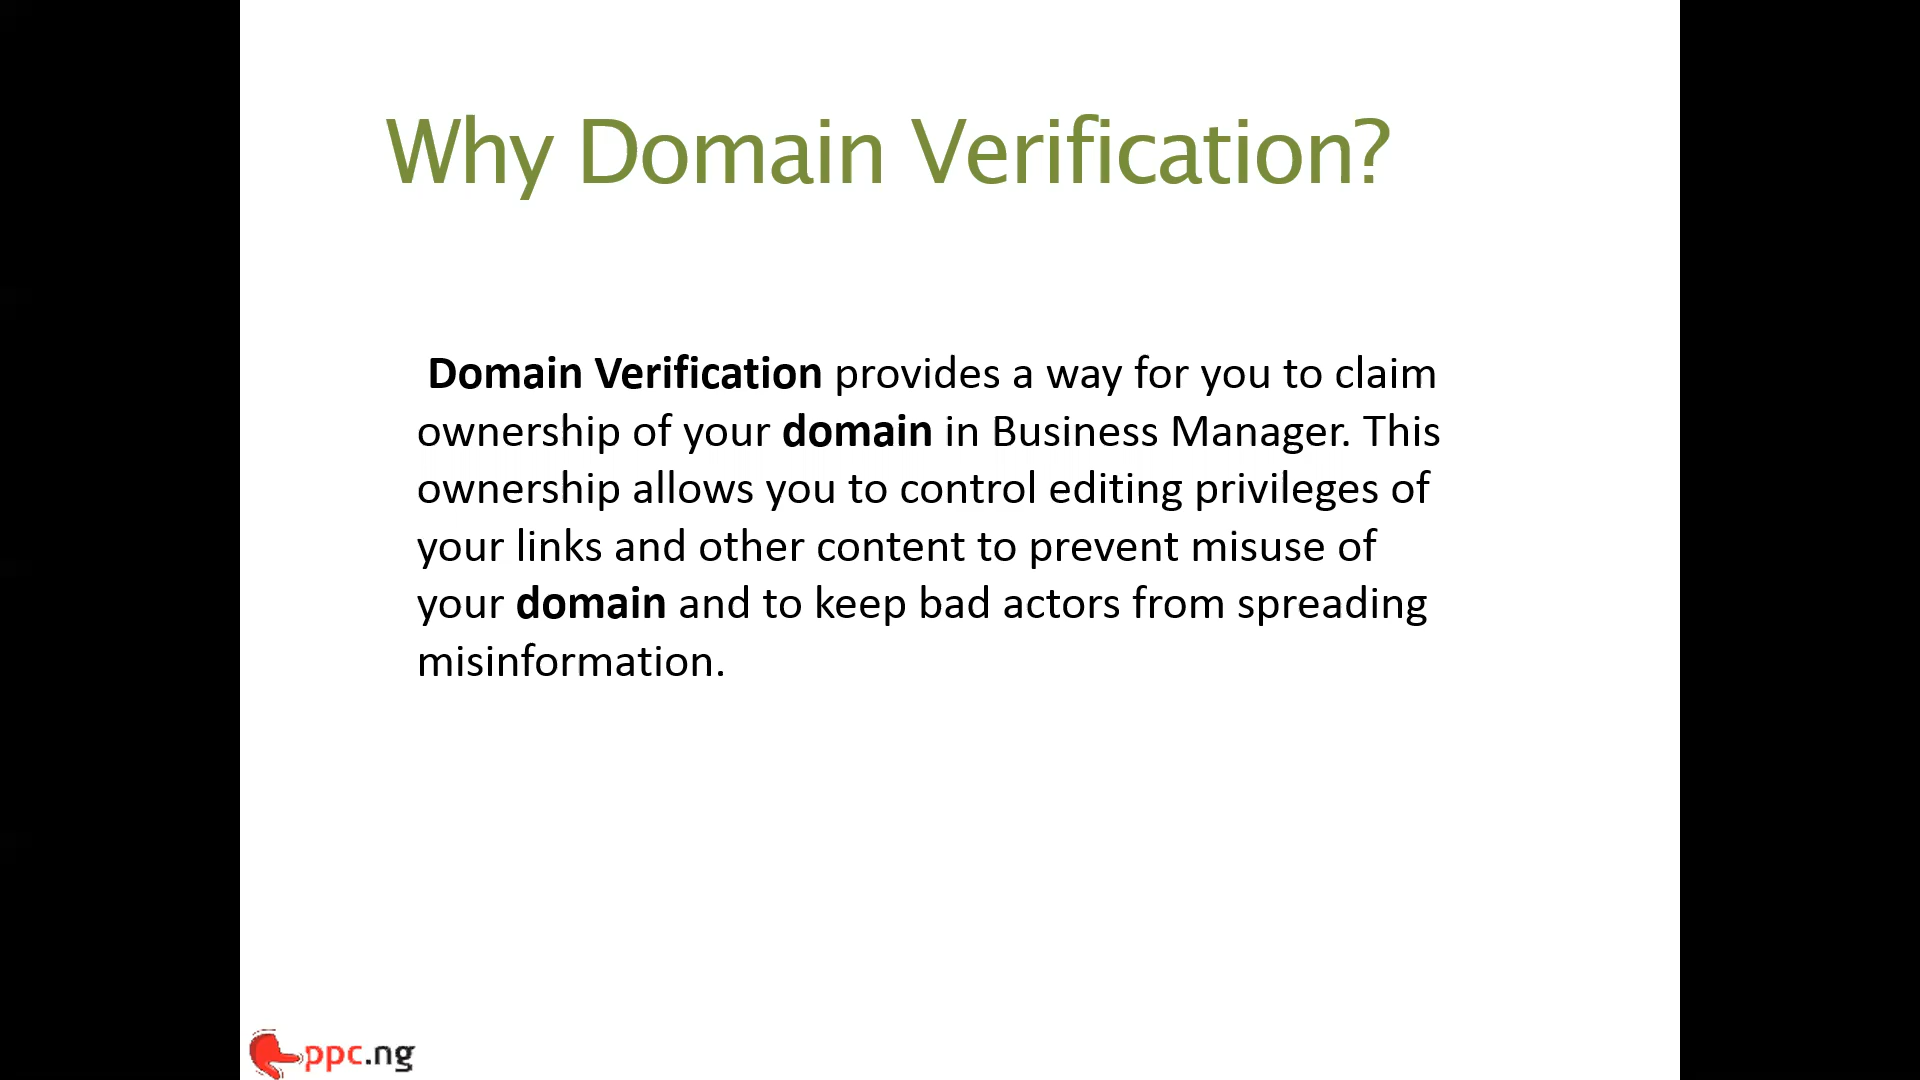 Why Domain Verification?
Domain Verification provides a way for you to claim
ownership of your domain in Business Manager. This
ownership allows you to control editing privileges of
your links and other content to prevent misuse of
your domain and to keep bad actors from spreading
misinformation.
ppc.ng